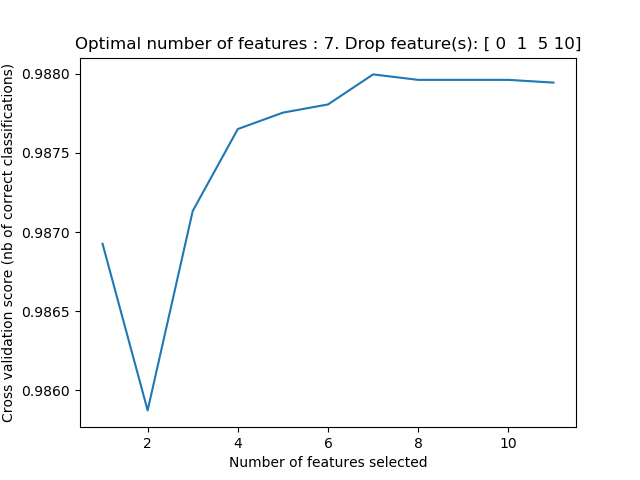 Optimal number of features : 7. Drop feature(s): [ 0  1  5 10]
Cross validation score (nb of correct classifications)
0.9880
0.9875
0.9870
0.9865
0.9860
2 4 6 8 10
Number of features selected